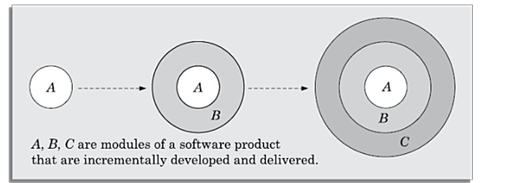 A
A
B
A
B
C
A, B, C are modules of a software product
that are incrementally developed and delivered.